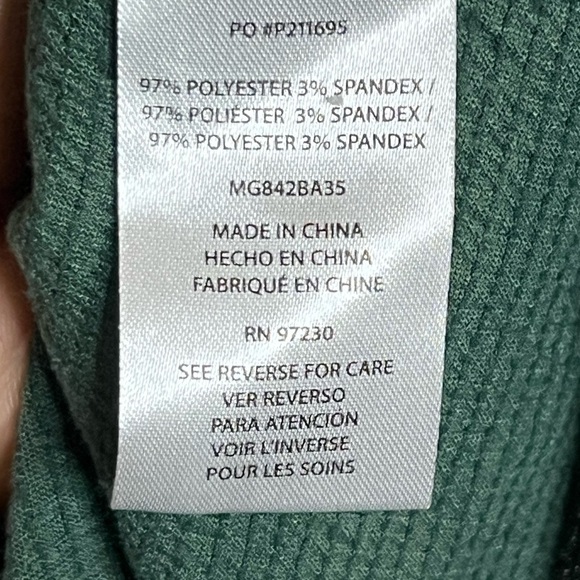 PO #P211695
97% POLYESTER 3% SPANDEX /
97% POLIÉSTER 3% SPANDEX /
97% POLYESTER 3% SPANDEX
MG842BA35
MADE IN CHINA
HECHO EN CHINA
FABRIQUÉ EN CHINE
RN 97230
SEE REVERSE FOR CARE
VER REVERSO
PARA ATENCIÓN
VOIR L'INVERSE
POUR LES SOINS